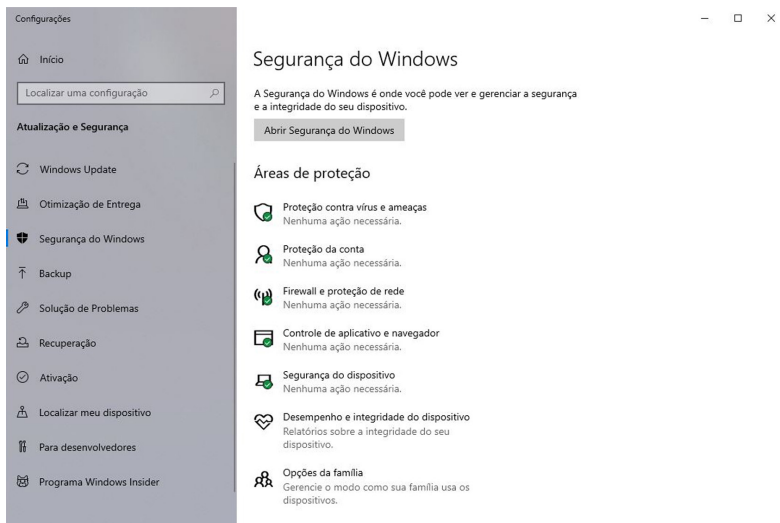 Configurações
Início
Localizar uma configuração
Atualização e Segurança
Windows Update
Otimização de Entrega
Segurança do Windows
Backup
Solução de Problemas
Recuperação
Ativação
Localizar meu dispositivo
Para desenvolvedores
Programa Windows Insider
Segurança do Windows
A Segurança do Windows é onde você pode ver e gerenciar a segurança
e a integridade do seu dispositivo.
Abrir Segurança do Windows
Áreas de proteção
Proteção contra vírus e ameaças
Nenhuma ação necessária.
Proteção da conta
Nenhuma ação necessária.
Firewall e proteção de rede
Nenhuma ação necessária.
Controle de aplicativo e navegador
Nenhuma ação necessária.
Segurança do dispositivo
Nenhuma ação necessária.
Desempenho e integridade do dispositivo
Relatórios sobre a integridade do seu
dispositivo.
Opções da família
Gerencie o modo como sua família usa os
dispositivos.